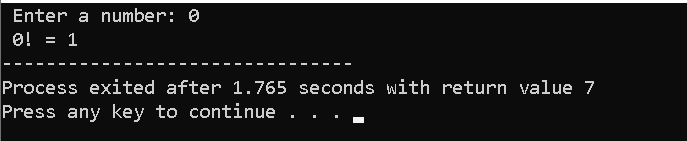 Enter a number: 0
0! = 1
--------------------------------
Process exited after 1.765 seconds with return value 7
Press any key to continue . . .